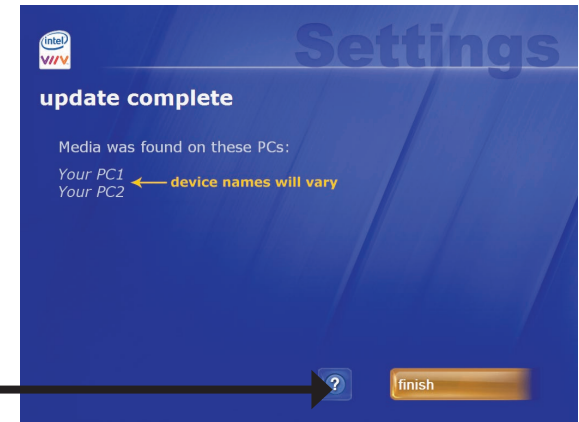 intel
VIIV
Settings
update complete
Media was found on these PCs:
Your PC1
Your PC2
device names will vary
?
finish